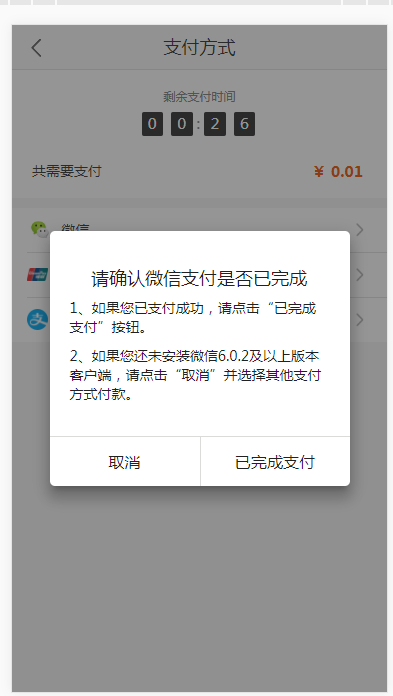 支付方式
剩余支付时间
0 0 : 2 6
共需要支付
¥ 0.01
微信
请确认微信支付是否已完成
1、如果您已支付成功，请点击“已完成
支付”按钮。
2、如果您还未安装微信6.0.2及以上版本
客户端，请点击“取消”并选择其他支
付方式付款。
取消
已完成支付